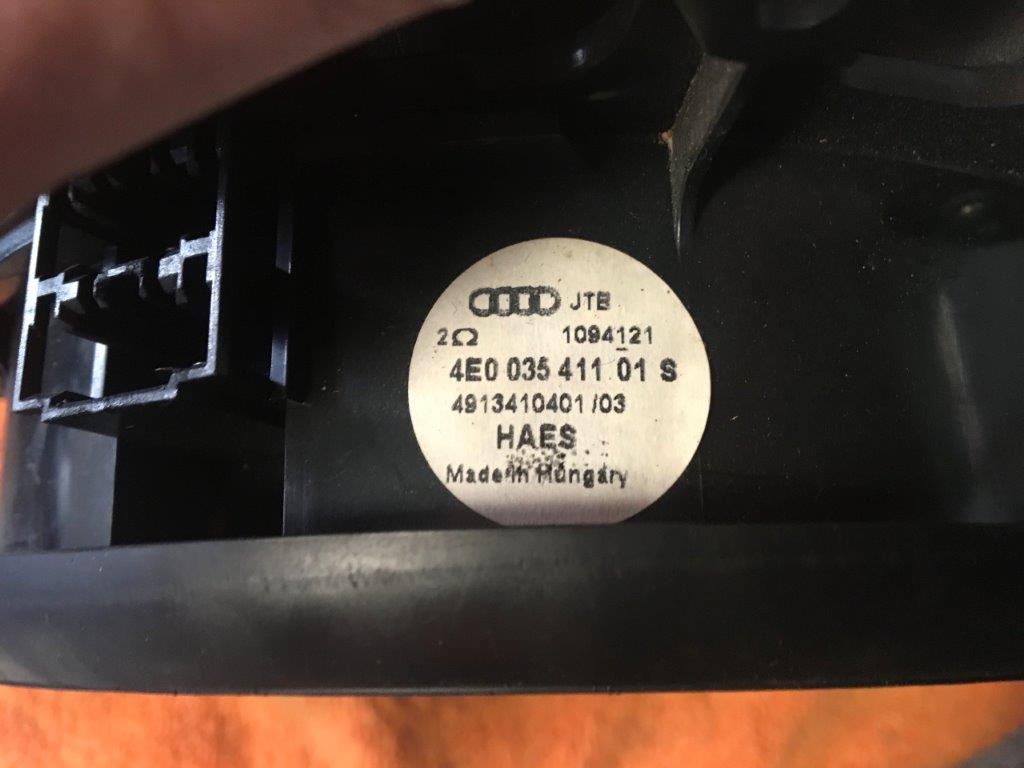 JTB
2Ω 1094121
4E0 035 411 01 S
4913410401 /03
HAES
Made in Hungary